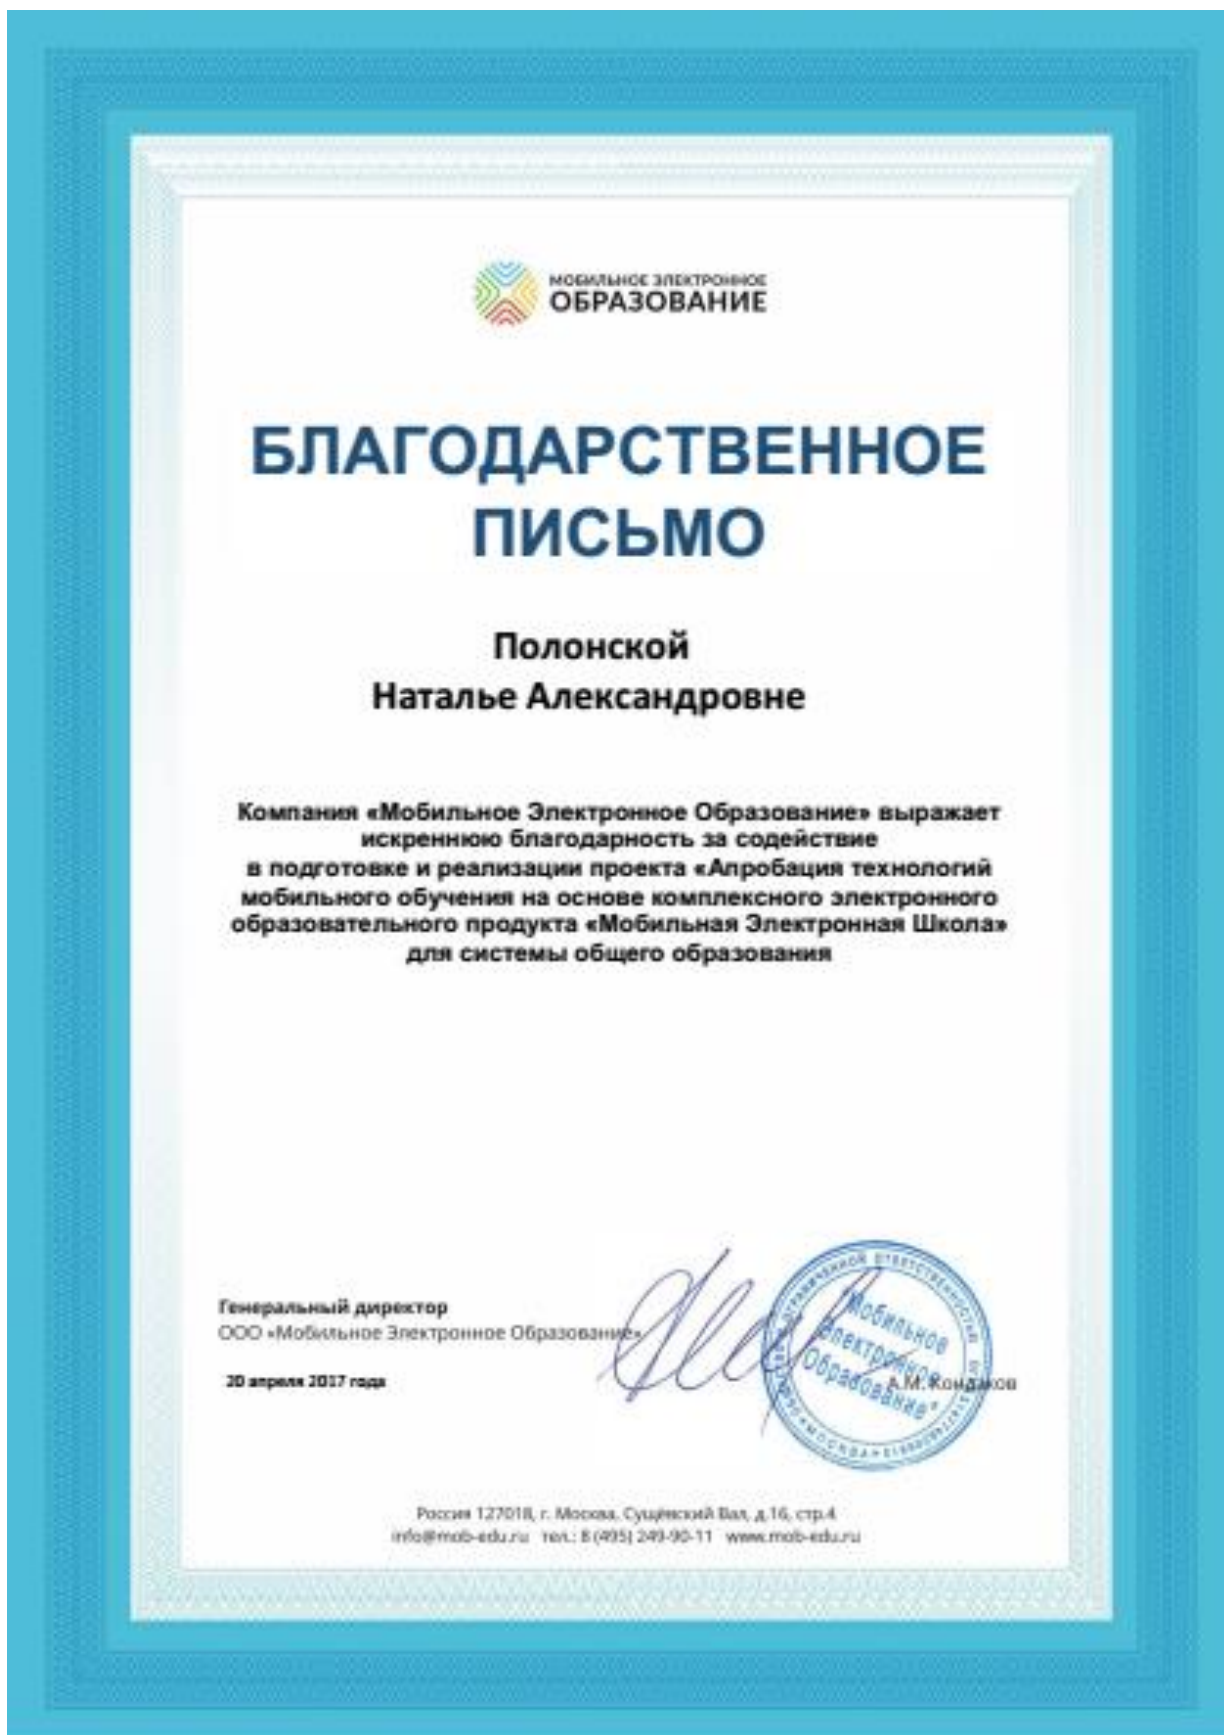 МОБИЛЬНОЕ ЭЛЕКТРОННОЕ
ОБРАЗОВАНИЕ
БЛАГОДАРСТВЕННОЕ
ПИСЬМО
Полонской
Наталье Александровне
Компания «Мобильное Электронное Образование» выражает
искреннюю благодарность за содействие
в подготовке и реализации проекта «Апробация технологий
мобильного обучения на основе комплексного электронного
образовательного продукта «Мобильная Электронная Школа»
для системы общего образования
Генеральный директор
ООО «Мобильное Электронное Образование»
20 апреля 2017 года
А.М. Кондаков
ОГРАНИЧЕННОЙ ОТВЕТСТВЕННОСТЬЮ
Мобильное
Электронное
Образование"
МОСКВА
Россия 127018, г. Москва, Сущёвский Вал, д.16, стр.4
info@mob-edu.ru тел.: 8 (495) 249-90-11 www.mob-edu.ru